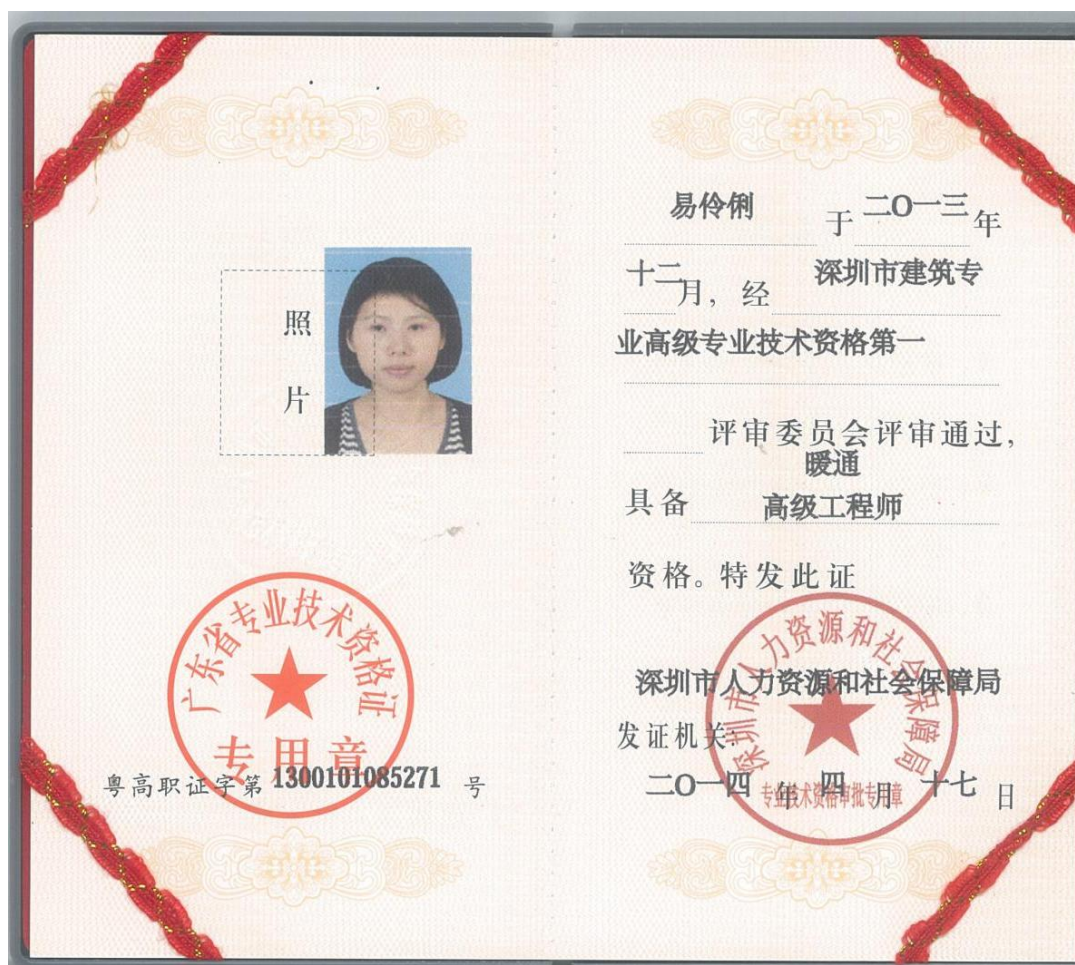 照
片
广东省专业技术资格证
专用章
粤高职证字第 1300101085271 号
易伶俐 于 二O一三 年
十二月，经 深圳市建筑专
业高级专业技术资格第一
评审委员会评审通过，
暖通
具备 高级工程师
资格。特发此证
深圳市人力资源和社会保障局
深圳市人力资源和社会保障局
发证机关：
二O一四 年 四 月 十七 日
专业技术资格审批专用章